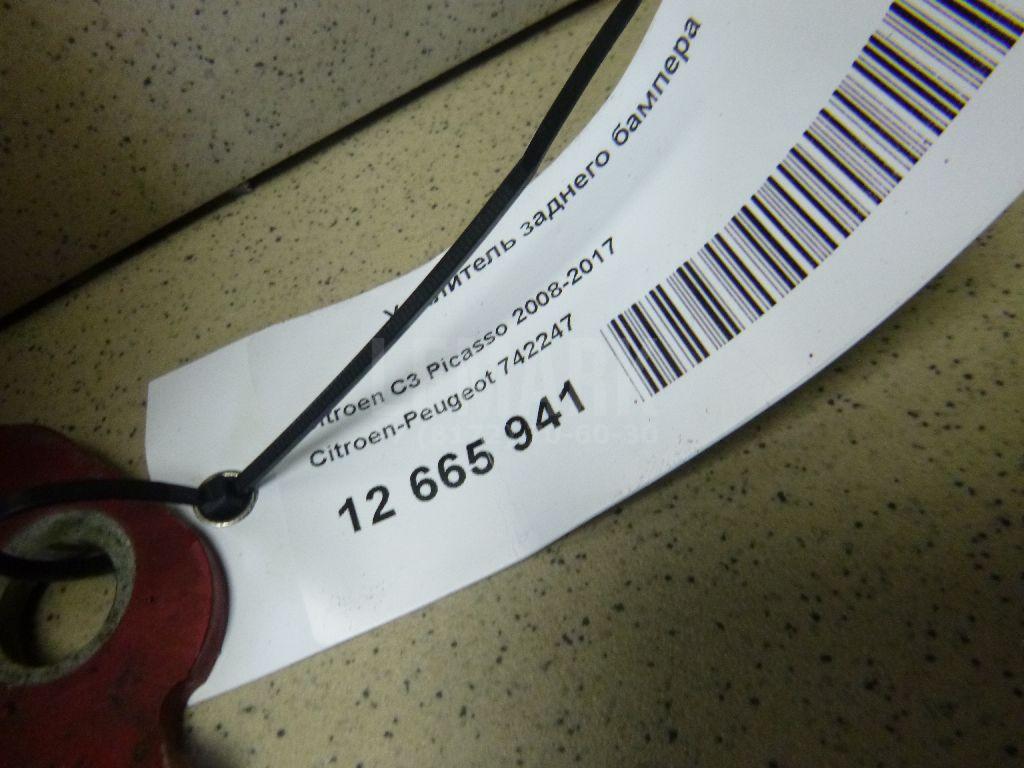 Усилитель заднего бампера
Citroen C3 Picasso 2008-2017
Citroen-Peugeot 742247
12 665 941